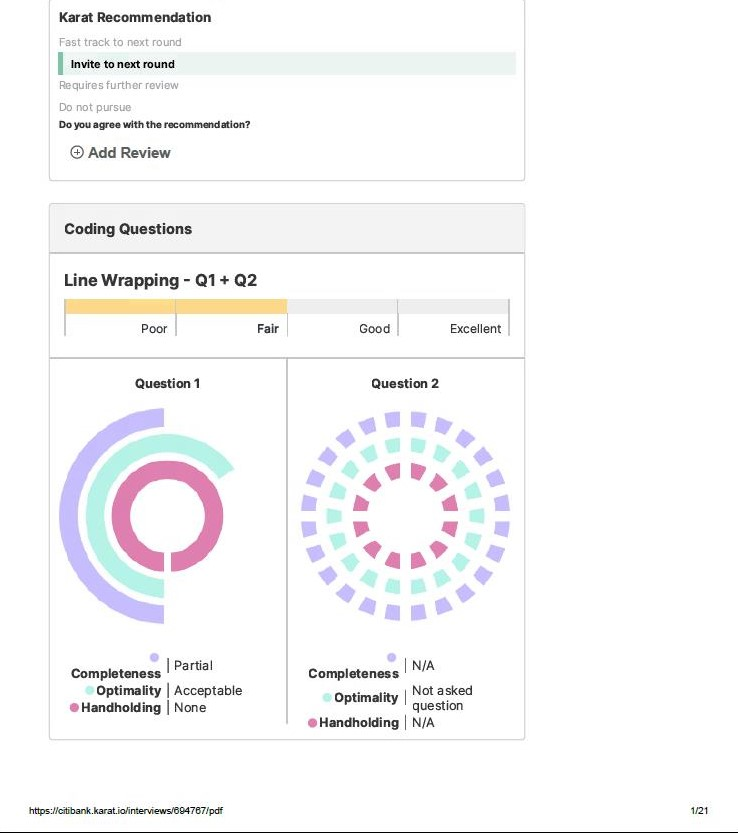 Karat Recommendation
Fast track to next round
Invite to next round
Requires further review
Do not pursue
Do you agree with the recommendation?
Add Review
Coding Questions
Line Wrapping - Q1 + Q2
Poor Fair Good Excellent
Question 1
Completeness | Partial
Optimality | Acceptable
Handholding | None
Question 2
Completeness | N/A
Optimality | Not asked
question
Handholding | N/A
https://citibank.karat.io/interviews/694767/pdf 1/21